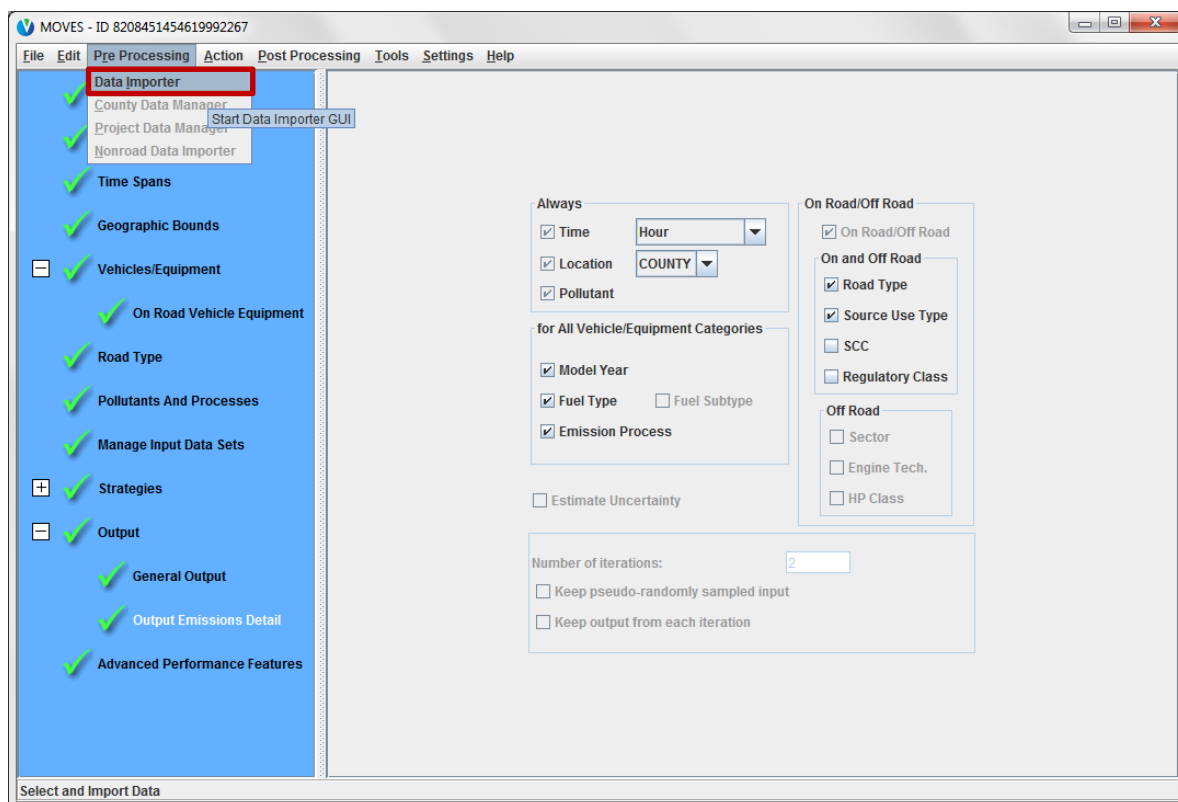 MOVES - ID 8208451454619992267
File Edit Pre Processing Action Post Processing Tools Settings Help
Data Importer
County Data Manager
Start Data Importer GUI
Project Data Manager
Nonroad Data Importer
Time Spans
Geographic Bounds
Vehicles/Equipment
On Road Vehicle Equipment
Road Type
Pollutants And Processes
Manage Input Data Sets
Strategies
Output
General Output
Output Emissions Detail
Advanced Performance Features
Always
Time Hour
Location COUNTY
Pollutant
for All Vehicle/Equipment Categories
Model Year
Fuel Type Fuel Subtype
Emission Process
Estimate Uncertainty
On Road/Off Road
On Road/Off Road
On and Off Road
Road Type
Source Use Type
SCC
Regulatory Class
Off Road
Sector
Engine Tech.
HP Class
Number of iterations: 2
Keep pseudo-randomly sampled input
Keep output from each iteration
Select and Import Data